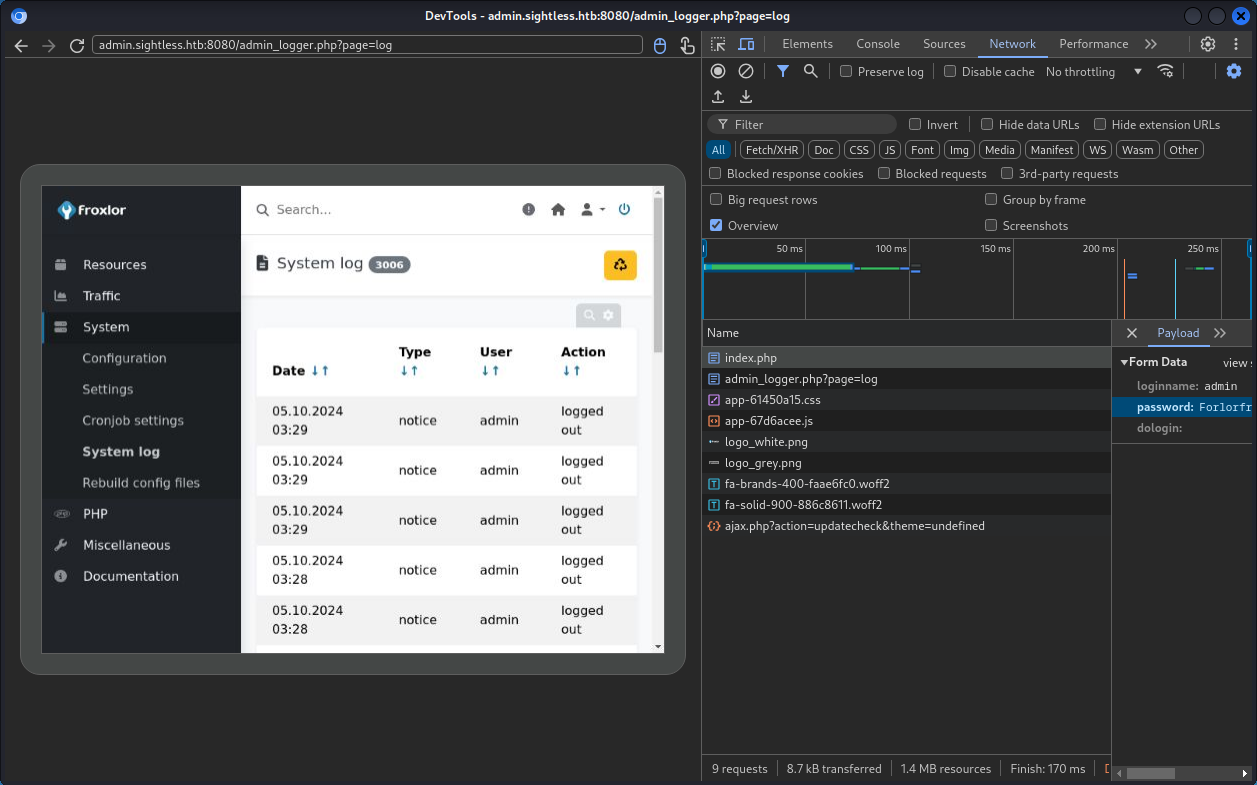 DevTools - admin.sightless.htb:8080/admin_logger.php?page=log
admin.sightless.htb:8080/admin_logger.php?page=log
Elements Console Sources Network Performance
Preserve log Disable cache No throttling
Filter Invert Hide data URLs Hide extension URLs
All Fetch/XHR Doc CSS JS Font Img Media Manifest WS Wasm Other
Blocked response cookies Blocked requests 3rd-party requests
Big request rows Group by frame
Overview Screenshots
50 ms 100 ms 150 ms 200 ms 250 ms
Name
index.php
admin_logger.php?page=log
app-61450a15.css
app-67d6acee.js
logo_white.png
logo_grey.png
fa-brands-400-faae6fc0.woff2
fa-solid-900-886c8611.woff2
ajax.php?action=updatecheck&theme=undefined
Payload
Form Data view s
loginname: admin
password: Forlorfr
dologin:
9 requests 8.7 kB transferred 1.4 MB resources Finish: 170 ms
froxlor
Resources
Traffic
System
Configuration
Settings
Cronjob settings
System log
Rebuild config files
PHP
Miscellaneous
Documentation
Search...
System log 3006
Date Type User Action
05.10.2024 03:29 notice admin logged out
05.10.2024 03:29 notice admin logged out
05.10.2024 03:29 notice admin logged out
05.10.2024 03:28 notice admin logged out
05.10.2024 03:28 notice admin logged out